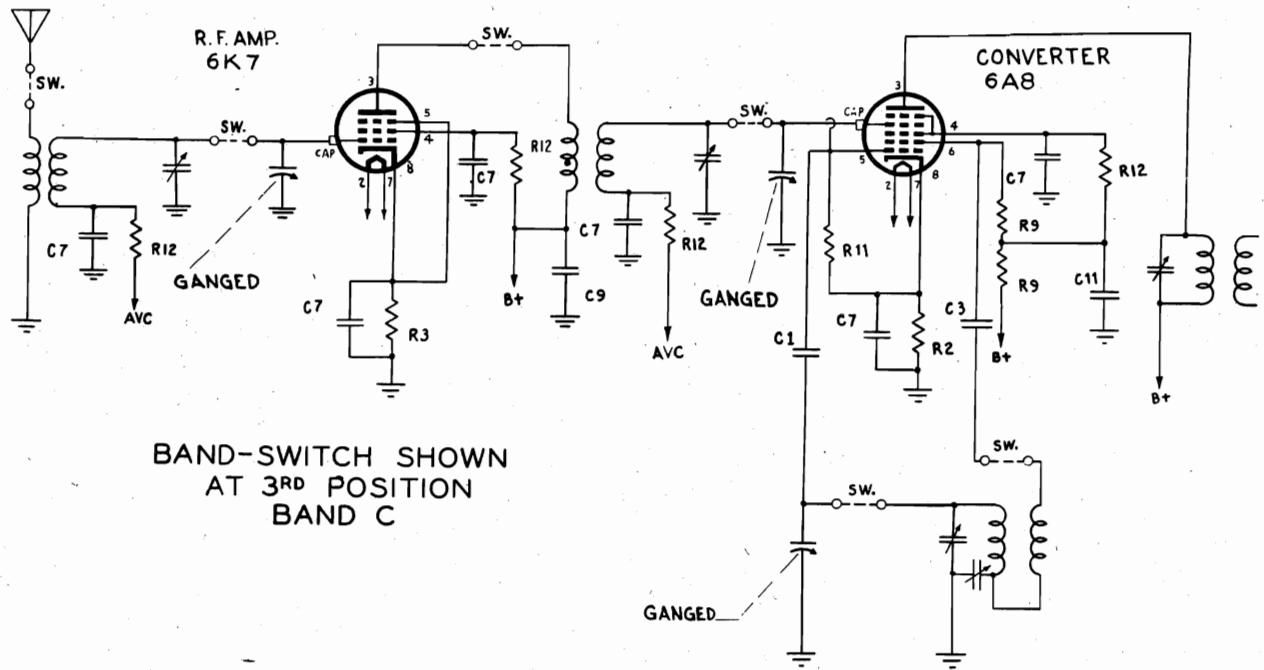 R.F. AMP.
6K7
SW.
SW.
SW.
CAP
3
5
4
8
2
7
C7
R12
C7
R12
AVC
GANGED
C7
R3
B+
C9
C7
R12
AVC
SW.
CAP
GANGED
CONVERTER
6A8
3
4
6
5
8
2
7
C7
R12
R9
R9
R11
C11
C7
R2
C3
C1
B+
B+
SW.
SW.
GANGED
BAND-SWITCH SHOWN
AT 3RD POSITION
BAND C